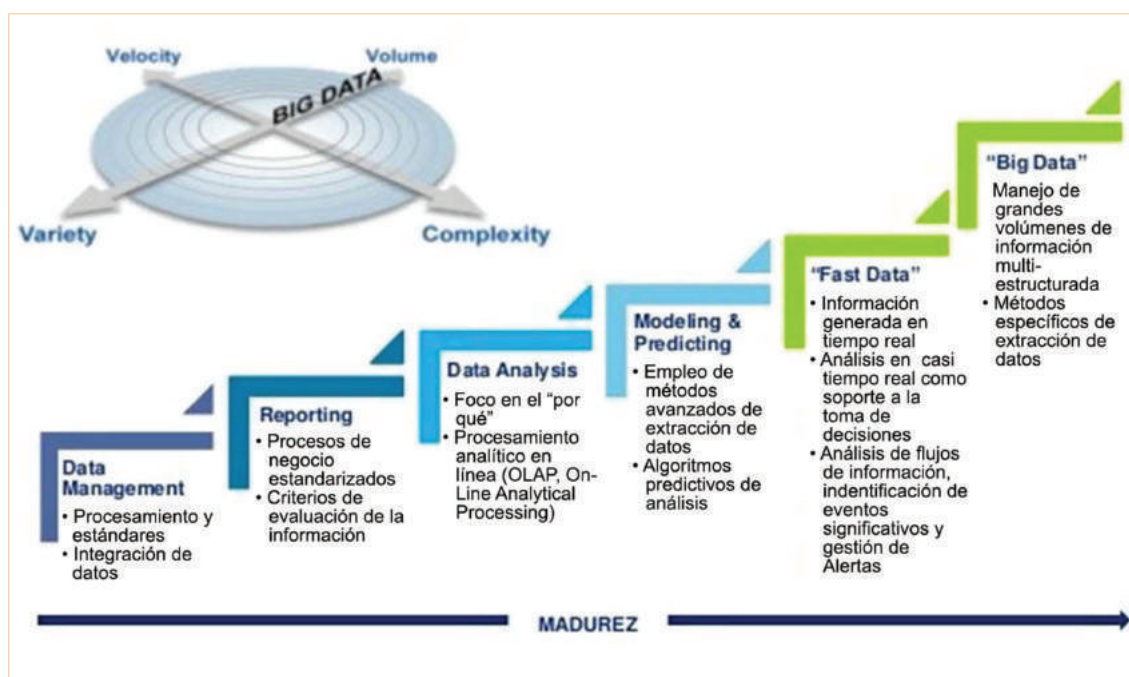 Velocity
Volume
BIG DATA
Variety
Complexity
Data
Management
• Procesamiento y
estándares
• Integración de
datos
Reporting
• Procesos de
negocio
estandarizados
• Criterios de
evaluación de la
información
Data Analysis
• Foco en el “por
qué”
• Procesamiento
analítico en
línea (OLAP, On-
Line Analytical
Processing)
Modeling &
Predicting
• Empleo de
métodos
avanzados de
extracción de
datos
• Algoritmos
predictivos de
análisis
“Fast Data”
• Información
generada en
tiempo real
• Análisis en casi
tiempo real como
soporte a la
toma de
decisiones
• Análisis de flujos
de información,
indentificación de
eventos
significativos y
gestión de
Alertas
“Big Data”
Manejo de
grandes
volúmenes de
información
multi-
estructurada
• Métodos
específicos de
extracción de
datos
MADUREZ